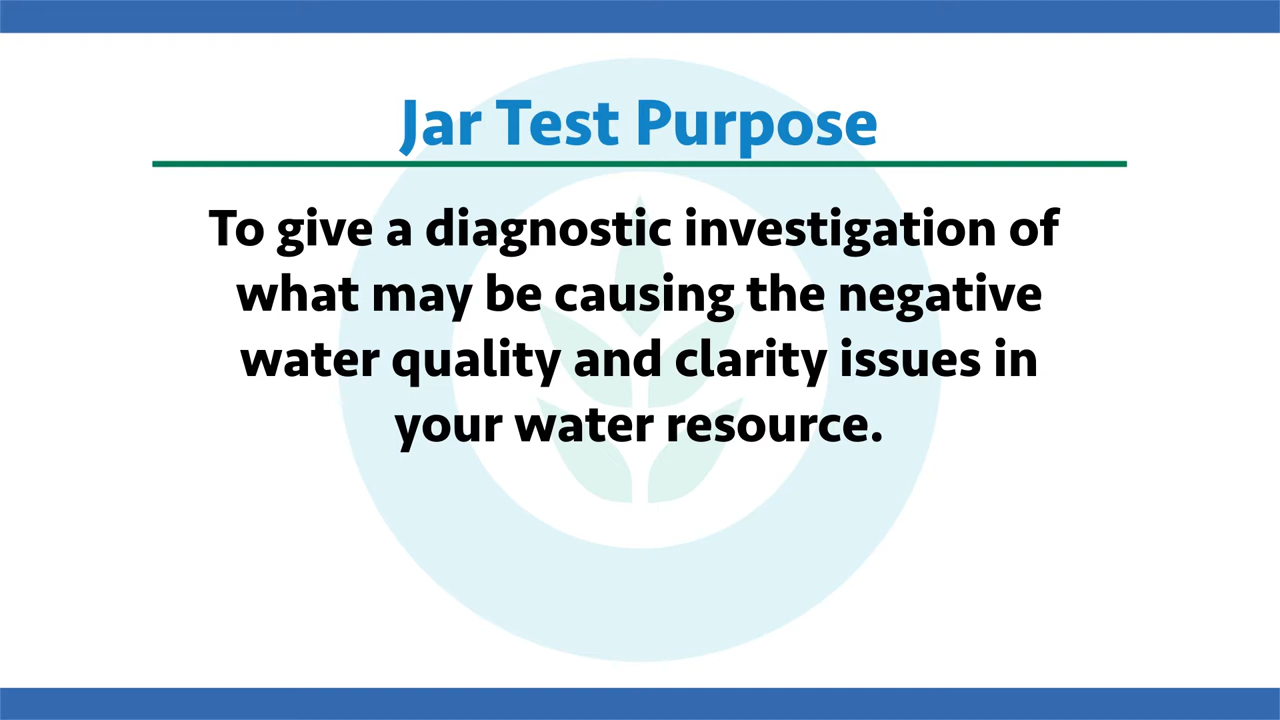 Jar Test Purpose
To give a diagnostic investigation of
what may be causing the negative
water quality and clarity issues in
your water resource.